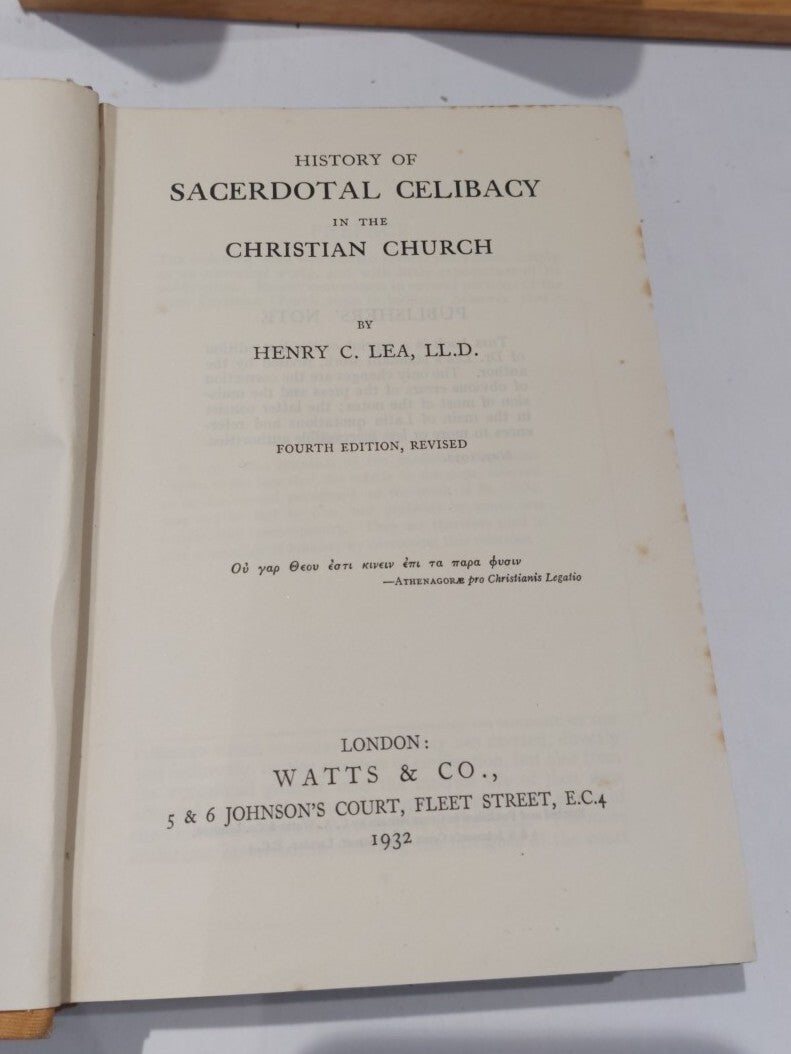 HISTORY OF
SACERDOTAL CELIBACY
IN THE
CHRISTIAN CHURCH
BY
HENRY C. LEA, LL.D.
FOURTH EDITION, REVISED
Οὐ γαρ Θεου ἐστι κινειν ἐπι τα παρα φυσιν
—ATHENAGORÆ pro Christianis Legatio
LONDON:
WATTS & CO.,
5 & 6 JOHNSON'S COURT, FLEET STREET, E.C.4
1932